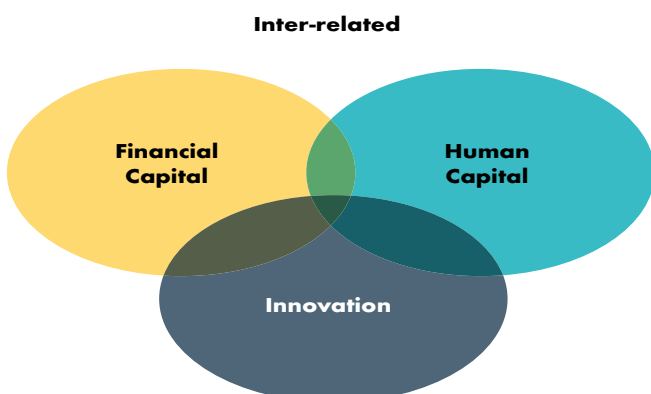 Inter-related
Financial
Capital
Human
Capital
Innovation